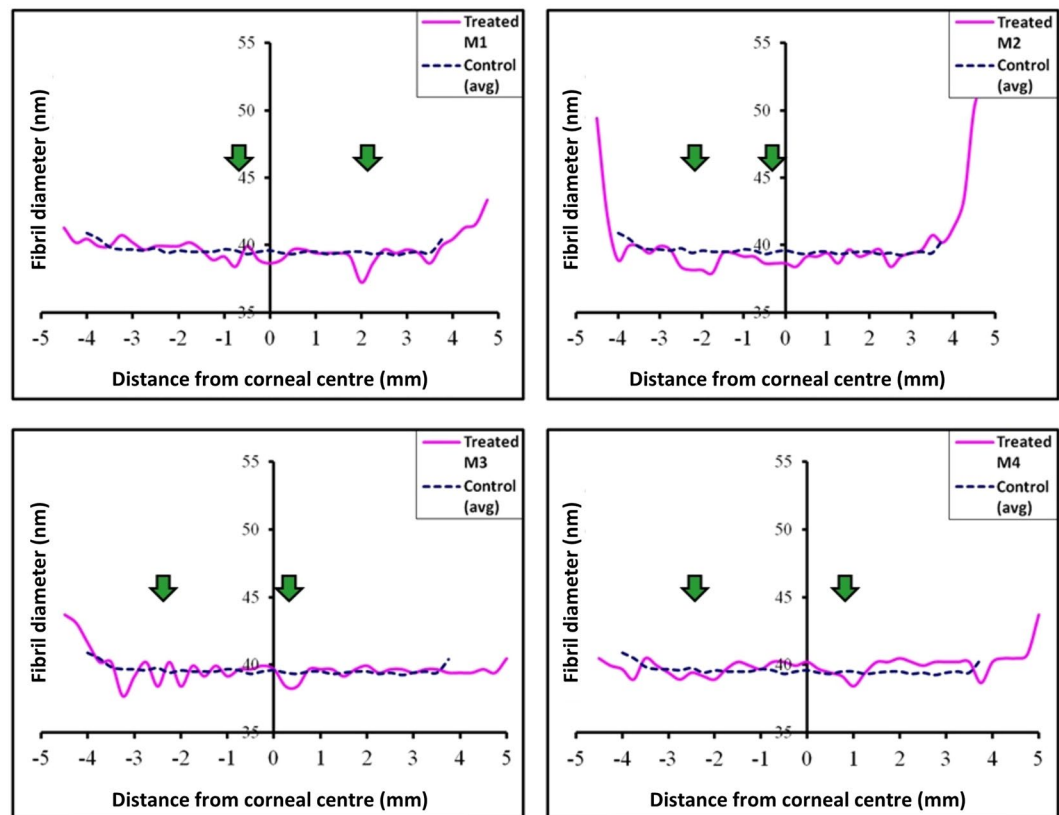 Treated
M1
Control
(avg)
Fibril diameter (nm)
55
50
45
40
35
-5 -4 -3 -2 -1 0 1 2 3 4 5
Distance from corneal centre (mm)
Treated
M2
Control
(avg)
Fibril diameter (nm)
55
50
45
40
35
-5 -4 -3 -2 -1 0 1 2 3 4 5
Distance from corneal centre (mm)
Treated
M3
Control
(avg)
Fibril diameter (nm)
55
50
45
40
35
-5 -4 -3 -2 -1 0 1 2 3 4 5
Distance from corneal centre (mm)
Treated
M4
Control
(avg)
Fibril diameter (nm)
55
50
45
40
35
-5 -4 -3 -2 -1 0 1 2 3 4 5
Distance from corneal centre (mm)